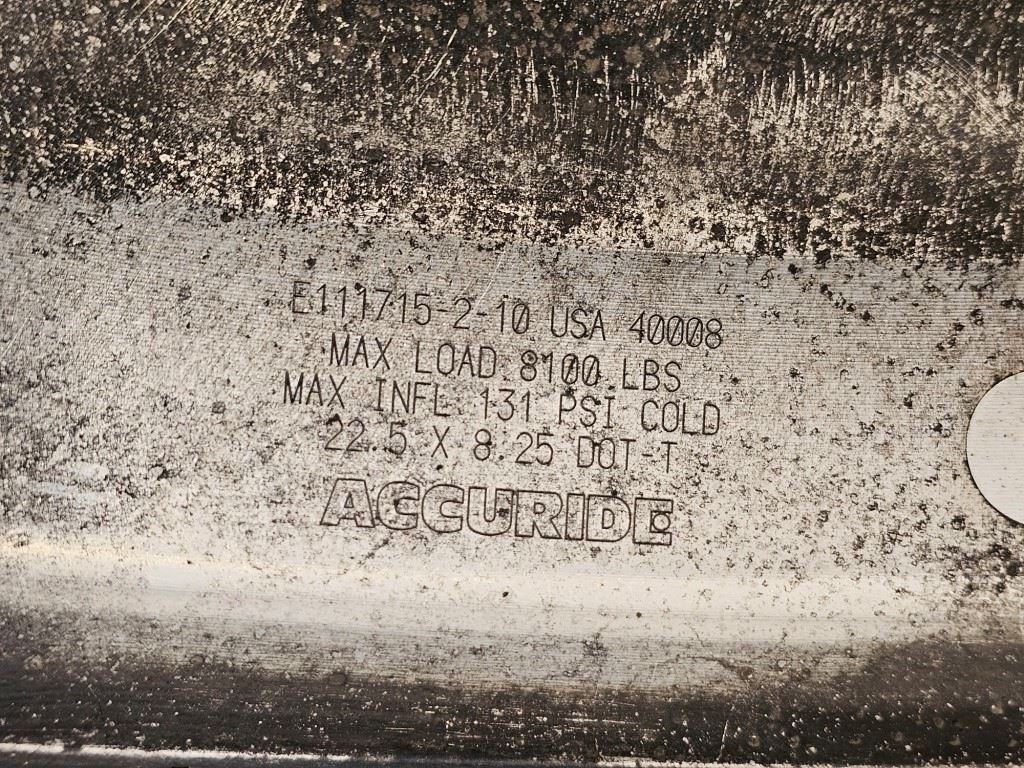 E111715-2-10 USA 40008
MAX LOAD 8100 LBS
MAX INFL. 131 PSI COLD
22.5 X 8.25 DOT-T
ACCURIDE